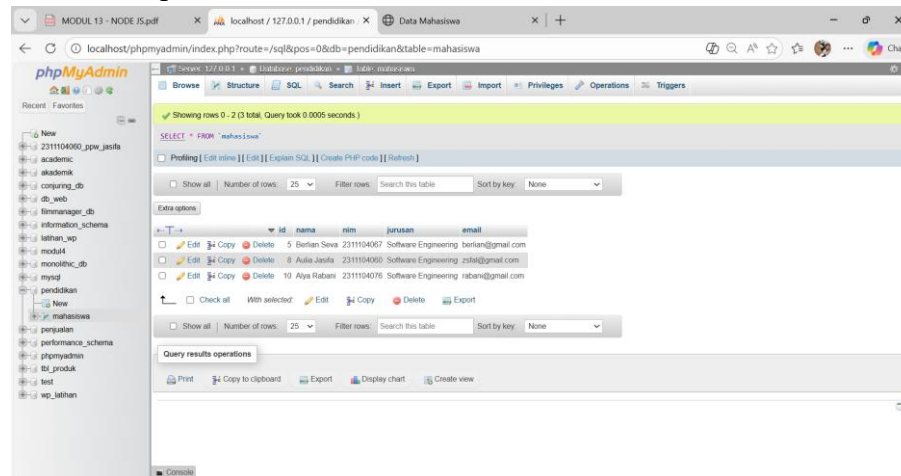 MODUL 13 - NODE JS.pdf
localhost / 127.0.0.1 / pendidikan
Data Mahasiswa
localhost/phpmyadmin/index.php?route=/sql&pos=0&db=pendidikan&table=mahasiswa
Cha
phpMyAdmin
Recent Favorites
New
2311104060_ppw_jasifa
academic
akademik
conjuring_db
db_web
filmmanager_db
information_schema
latihan_wp
modul4
monolithic_db
mysql
pendidikan
New
mahasiswa
penjualan
performance_schema
phpmyadmin
tbl_produk
test
wp_latihan
Server: 127.0.0.1 » Database: pendidikan » Table: mahasiswa
Browse Structure SQL Search Insert Export Import Privileges Operations Triggers
Showing rows 0 - 2 (3 total, Query took 0.0005 seconds.)
SELECT * FROM `mahasiswa`
Profiling [ Edit inline ] [ Edit ] [ Explain SQL ] [ Create PHP code ] [ Refresh ]
Show all | Number of rows: 25 Filter rows: Search this table Sort by key: None
Extra options
id nama nim jurusan email
Edit Copy Delete 5 Berlian Seva 2311104067 Software Engineering berlian@gmail.com
Edit Copy Delete 8 Aulia Jasifa 2311104060 Software Engineering
Edit Copy Delete 10 Alya Rabani 2311104076 Software Engineering rabani@gmail.com
Check all With selected: Edit Copy Delete Export
Show all | Number of rows: 25 Filter rows: Search this table Sort by key: None
Query results operations
Print Copy to clipboard Export Display chart Create view
Console